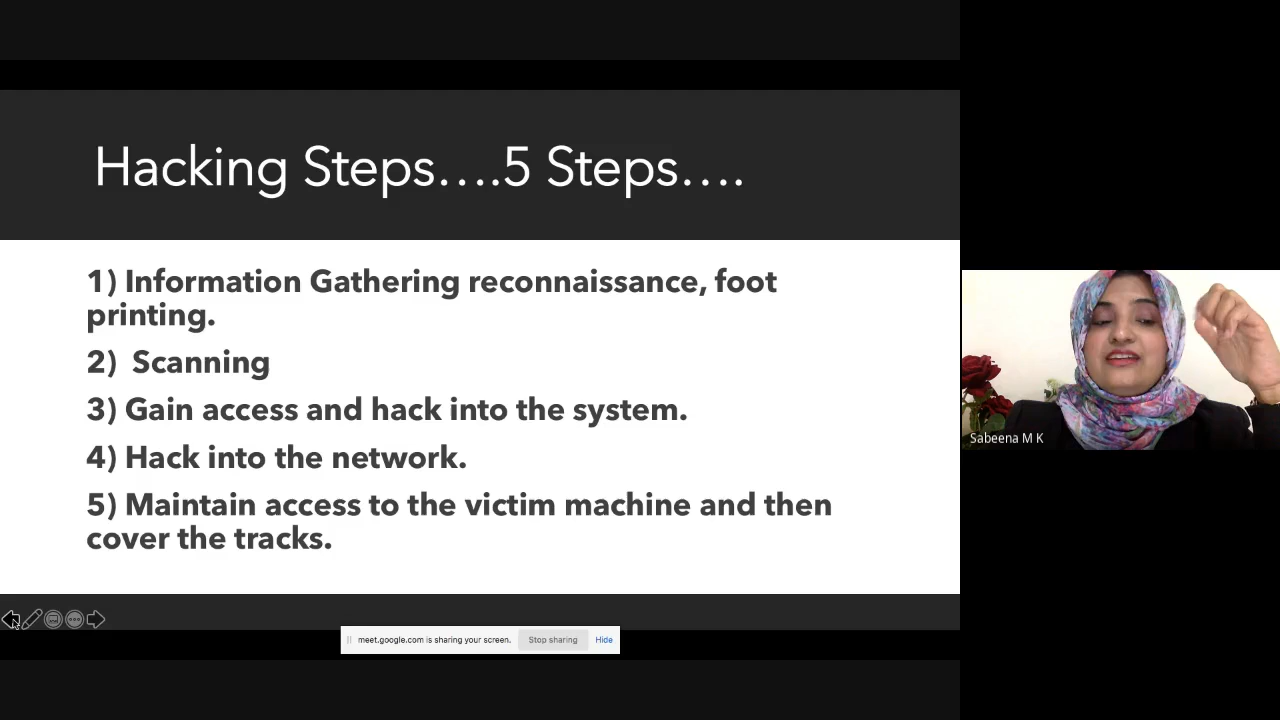 Hacking Steps....5 Steps....
1) Information Gathering reconnaissance, foot
printing.
2)  Scanning
3) Gain access and hack into the system.
4) Hack into the network.
5) Maintain access to the victim machine and then
cover the tracks.
Sabeena M K
meet.google.com is sharing your screen. Stop sharing Hide